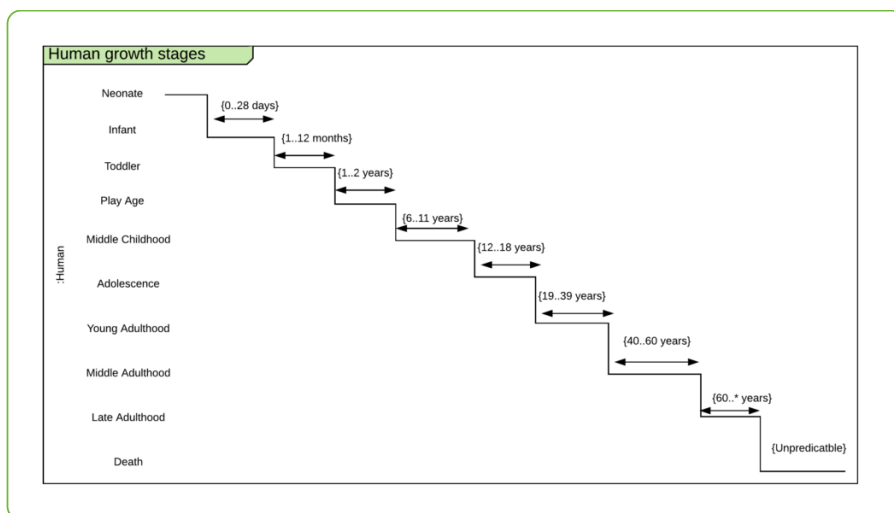 Human growth stages
Neonate
{0..28 days}
Infant
{1..12 months}
Toddler
{1..2 years}
Play Age
{6..11 years}
Middle Childhood
{12..18 years}
:Human
Adolescence
{19..39 years}
Young Adulthood
{40..60 years}
Middle Adulthood
{60..* years}
Late Adulthood
{Unpredicatble}
Death